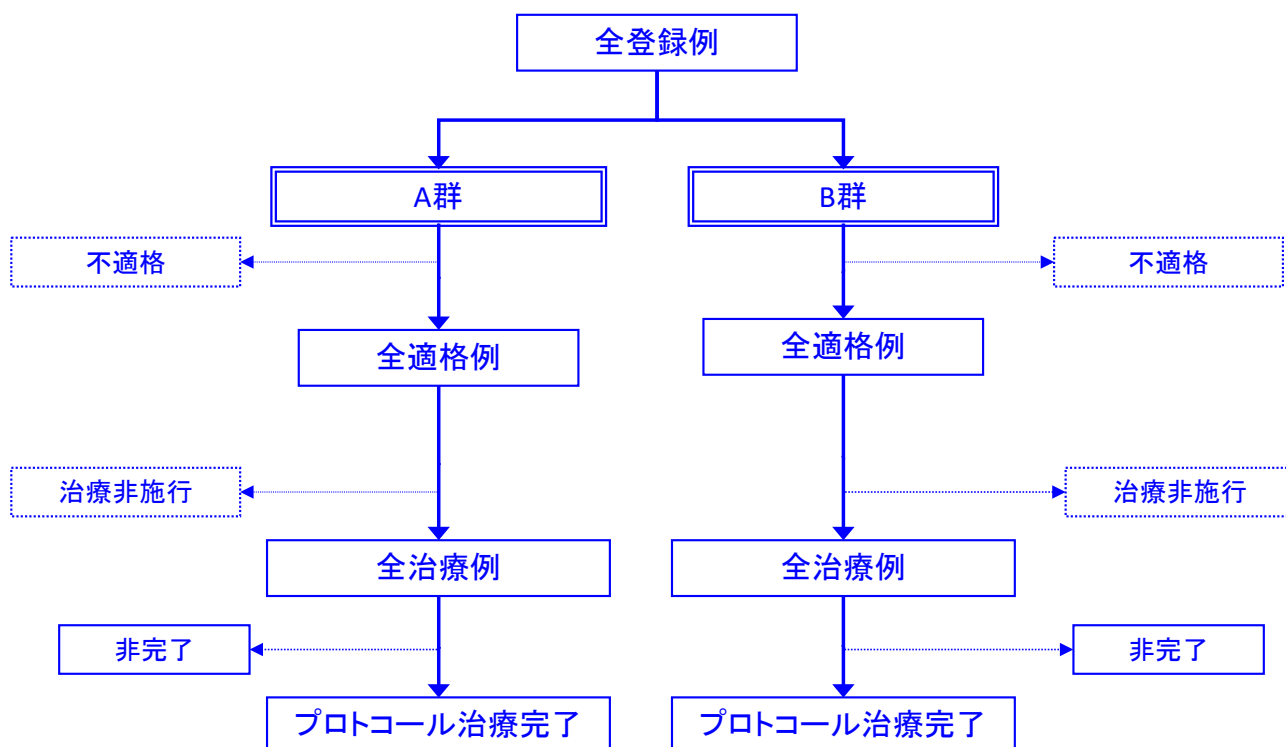 全登録例
A群
B群
不適格
不適格
全適格例
全適格例
治療非施行
治療非施行
全治療例
全治療例
非完了
非完了
プロトコール治療完了
プロトコール治療完了